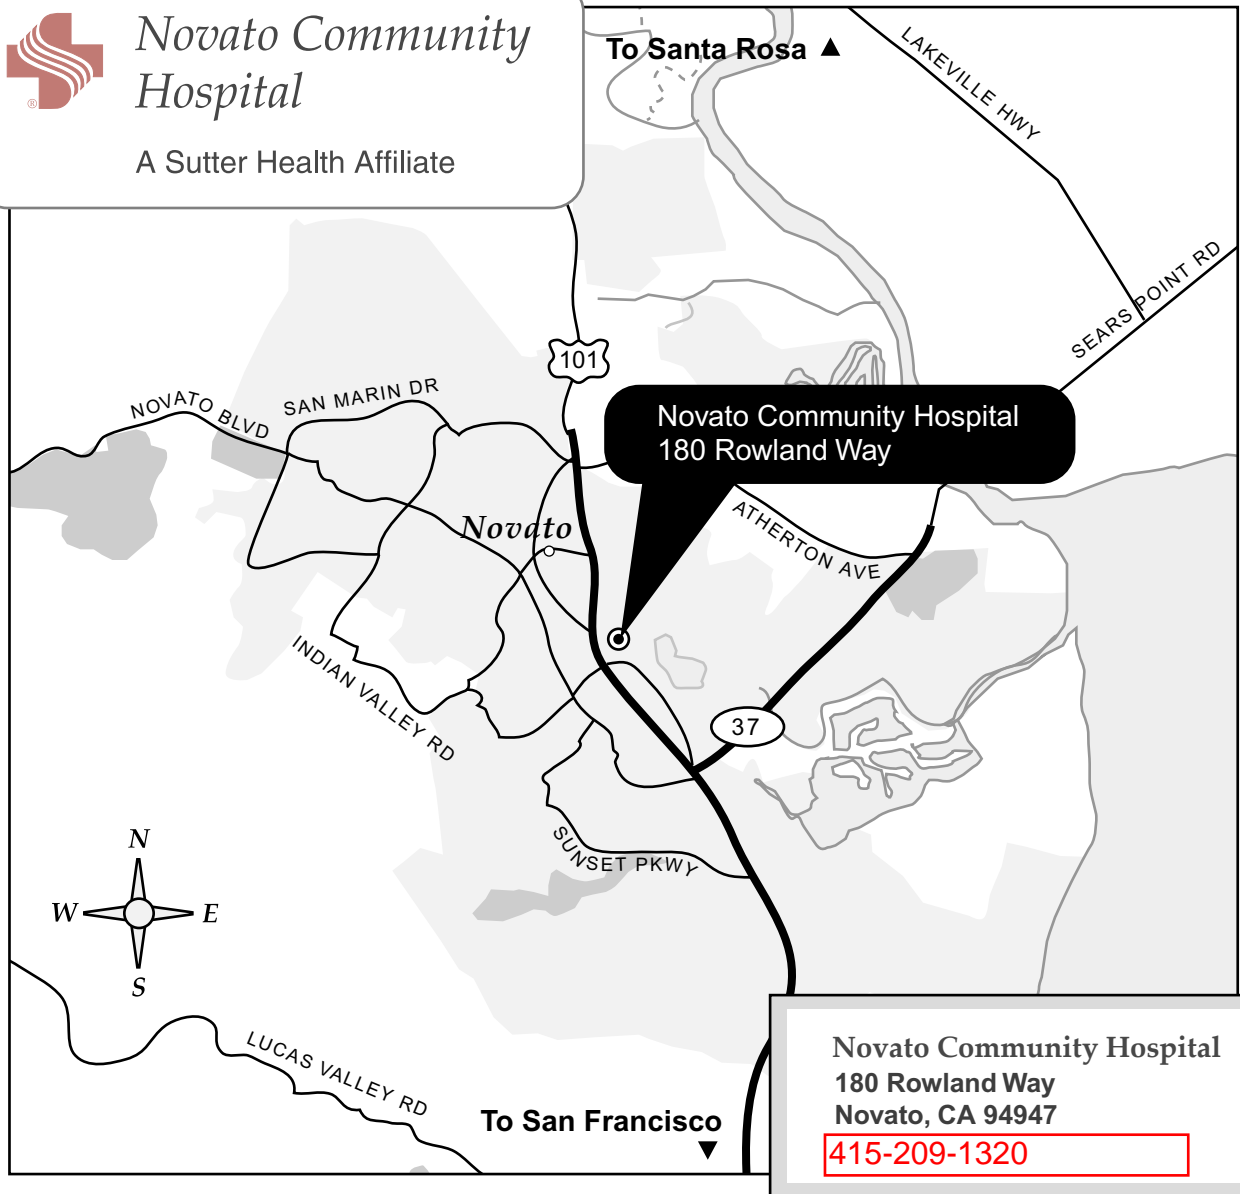 Novato Community
Hospital
®
A Sutter Health Affiliate
To Santa Rosa ▲
LAKEVILLE HWY
SEARS POINT RD
101
SAN MARIN DR
NOVATO BLVD
Novato Community Hospital
180 Rowland Way
Novato
ATHERTON AVE
INDIAN VALLEY RD
37
SUNSET PKWY
N
W
E
S
LUCAS VALLEY RD
To San Francisco
▼
Novato Community Hospital
180 Rowland Way
Novato, CA 94947
415-209-1320